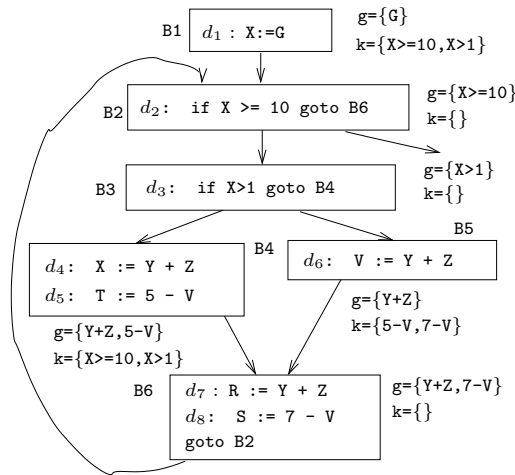 B1
d1 : X:=G
g={G}
k={X>=10,X>1}
B2
d2: if X >= 10 goto B6
g={X>=10}
k={}
B3
d3: if X>1 goto B4
g={X>1}
k={}
B4
d4: X := Y + Z
d5: T := 5 - V
g={Y+Z,5-V}
k={X>=10,X>1}
B5
d6: V := Y + Z
g={Y+Z}
k={5-V,7-V}
B6
d7 : R := Y + Z
d8: S := 7 - V
goto B2
g={Y+Z,7-V}
k={}